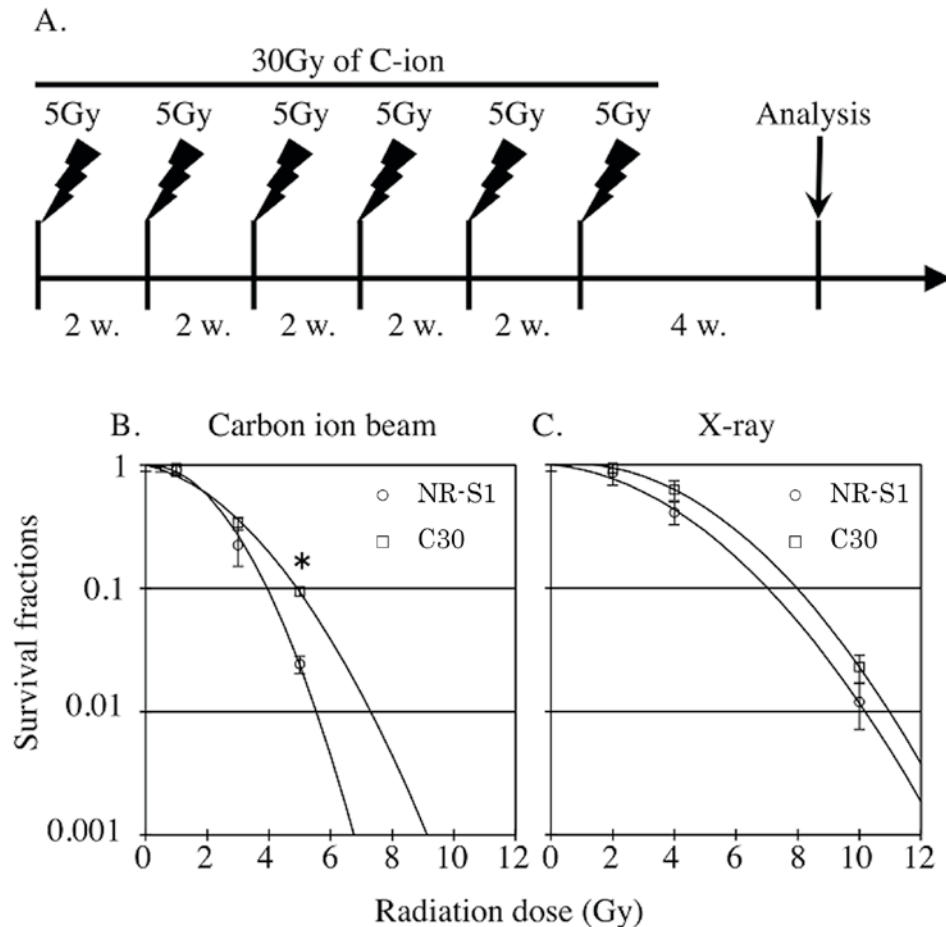 A.
30Gy of C-ion
5Gy 5Gy 5Gy 5Gy 5Gy 5Gy Analysis
2 w. 2 w. 2 w. 2 w. 2 w. 4 w.
B. Carbon ion beam
C. X-ray
Survival fractions
1
0.1
0.01
0.001
NR-S1
C30
*
0 2 4 6 8 10 12
NR-S1
C30
0 2 4 6 8 10 12
Radiation dose (Gy)